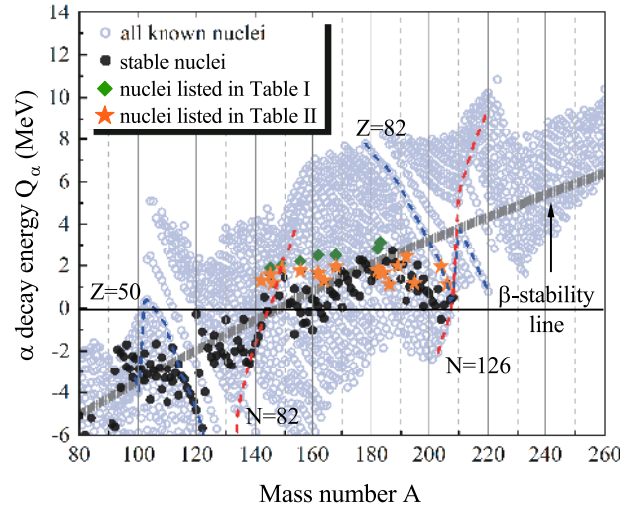 all known nuclei
stable nuclei
nuclei listed in Table I
nuclei listed in Table II
α decay energy Qα (MeV)
14
12
10
8
6
4
2
0
-2
-4
-6
Z=82
Z=50
N=82
N=126
β-stability
line
80 100 120 140 160 180 200 220 240 260
Mass number A